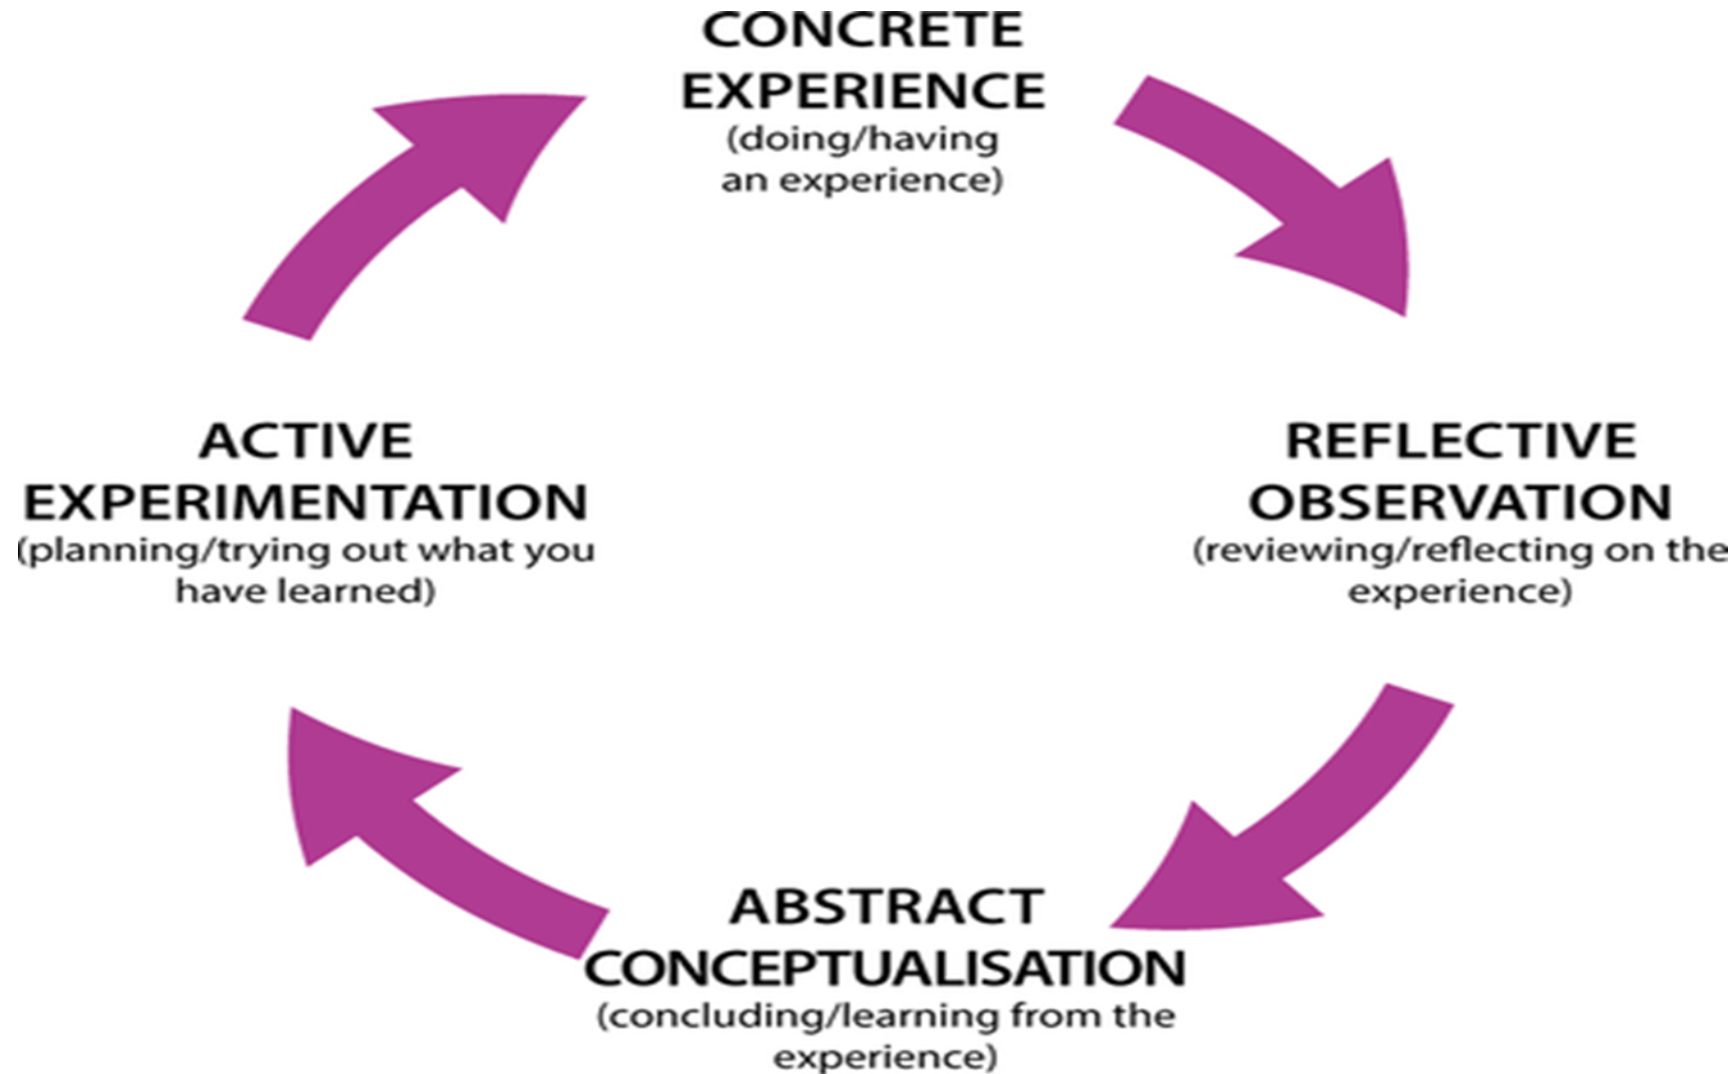 CONCRETE
EXPERIENCE
(doing/having
an experience)
REFLECTIVE
OBSERVATION
(reviewing/reflecting on the
experience)
ABSTRACT
CONCEPTUALISATION
(concluding/learning from the
experience)
ACTIVE
EXPERIMENTATION
(planning/trying out what you
have learned)